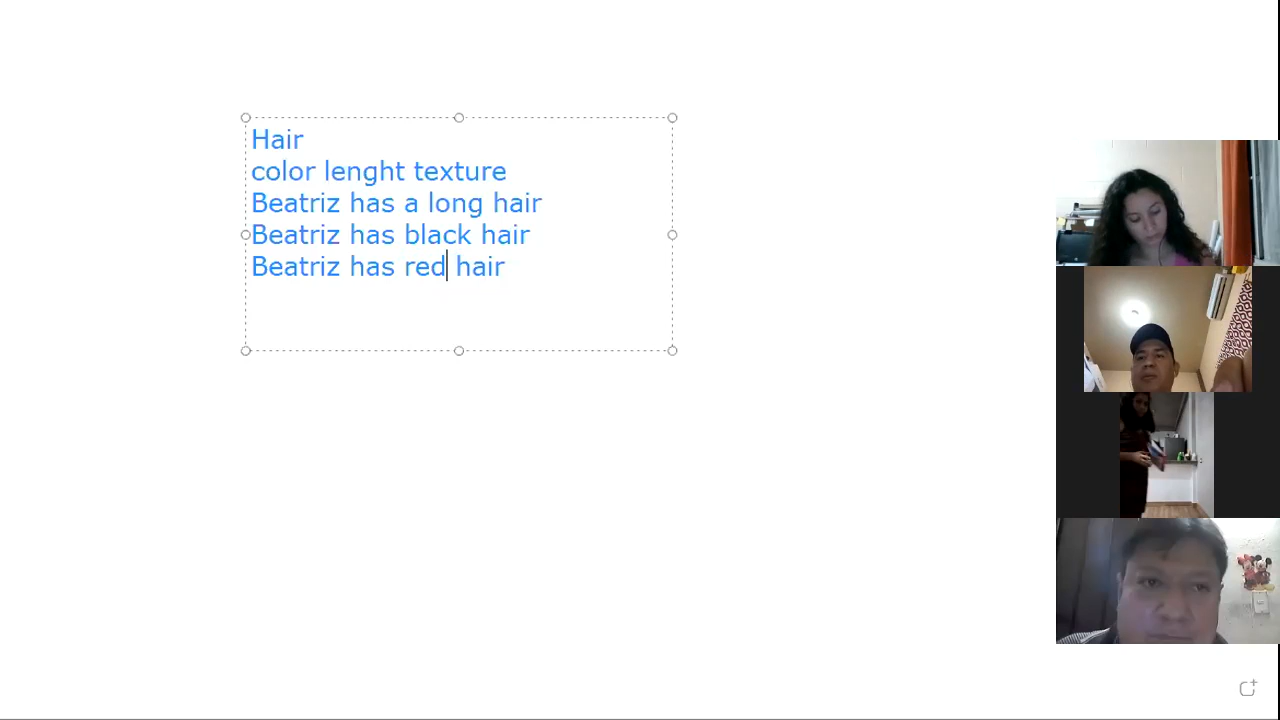 Hair
color lenght texture
Beatriz has a long hair
Beatriz has black hair
Beatriz has red hair